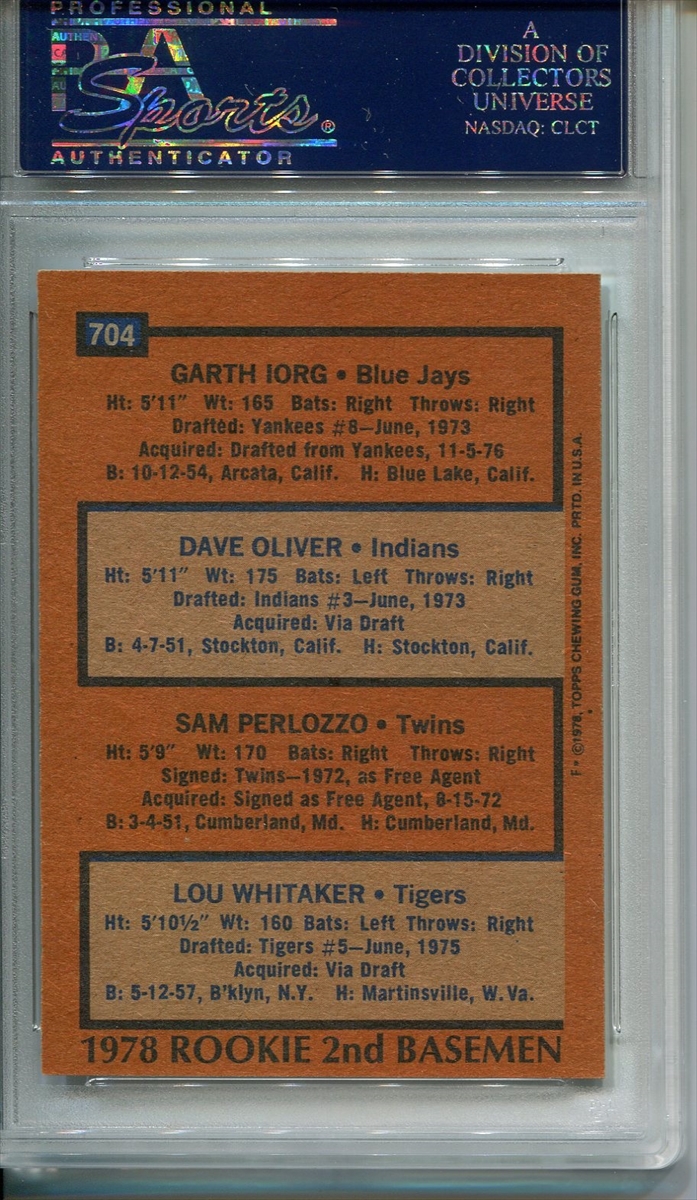 PROFESSIONAL
PSA
Sports®
AUTHENTICATOR
A
DIVISION OF
COLLECTORS
UNIVERSE
NASDAQ: CLCT
704
GARTH IORG • Blue Jays
Ht: 5'11" Wt: 165 Bats: Right Throws: Right
Drafted: Yankees #8—June, 1973
Acquired: Drafted from Yankees, 11-5-76
B: 10-12-54, Arcata, Calif. H: Blue Lake, Calif.
DAVE OLIVER • Indians
Ht: 5'11" Wt: 175 Bats: Left Throws: Right
Drafted: Indians #3—June, 1973
Acquired: Via Draft
B: 4-7-51, Stockton, Calif. H: Stockton, Calif.
SAM PERLOZZO • Twins
Ht: 5'9" Wt: 170 Bats: Right Throws: Right
Signed: Twins—1972, as Free Agent
Acquired: Signed as Free Agent, 8-15-72
B: 3-4-51, Cumberland, Md. H: Cumberland, Md.
LOU WHITAKER • Tigers
Ht: 5'10½" Wt: 160 Bats: Left Throws: Right
Drafted: Tigers #5—June, 1975
Acquired: Via Draft
B: 5-12-57, B'klyn, N.Y. H: Martinsville, W. Va.
1978 ROOKIE 2nd BASEMEN
F* ©1978, TOPPS CHEWING GUM, INC. PRTD. IN U.S.A.